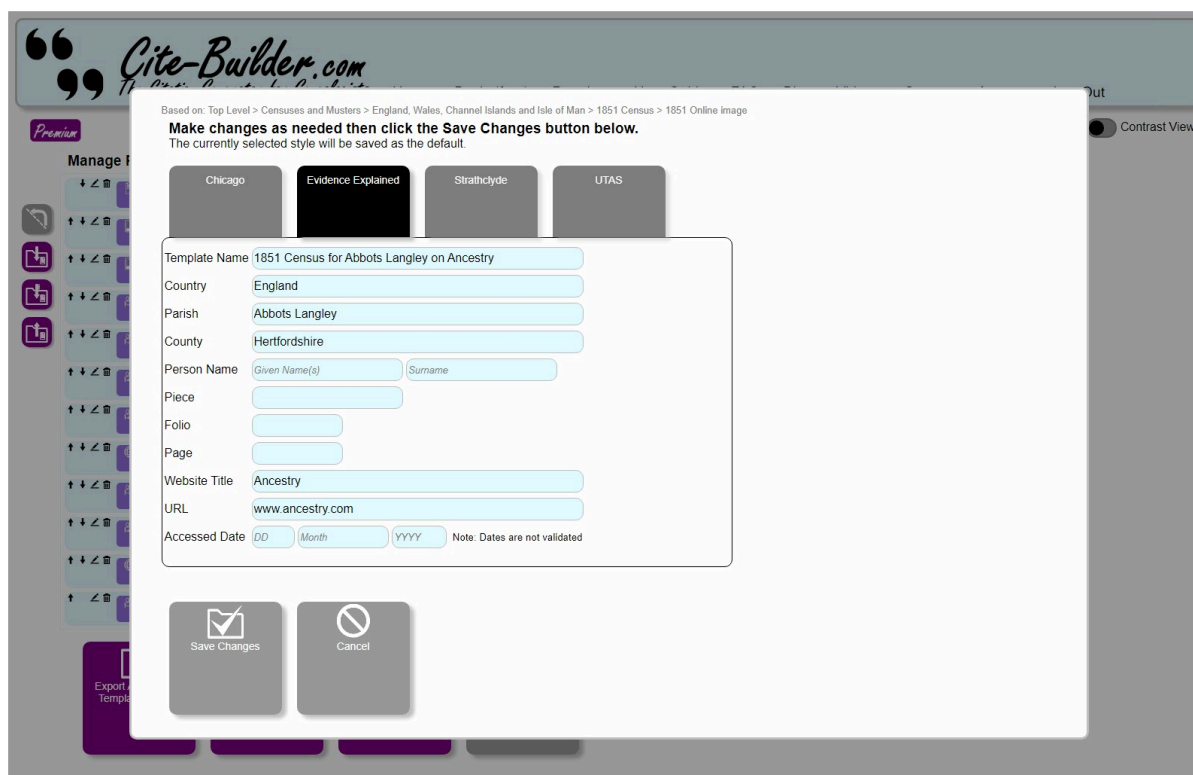 Cite-Builder.com
Out
Based on: Top Level > Censuses and Musters > England, Wales, Channel Islands and Isle of Man > 1851 Census > 1851 Online image
Make changes as needed then click the Save Changes button below.
The currently selected style will be saved as the default.
Premium
Contrast View
Manage
Chicago
Evidence Explained
Strathclyde
UTAS
Template Name 1851 Census for Abbots Langley on Ancestry
Country England
Parish Abbots Langley
County Hertfordshire
Person Name Given Name(s) Surname
Piece
Folio
Page
Website Title Ancestry
URL www.ancestry.com
Accessed Date DD Month YYYY Note: Dates are not validated
Save Changes
Cancel
Export